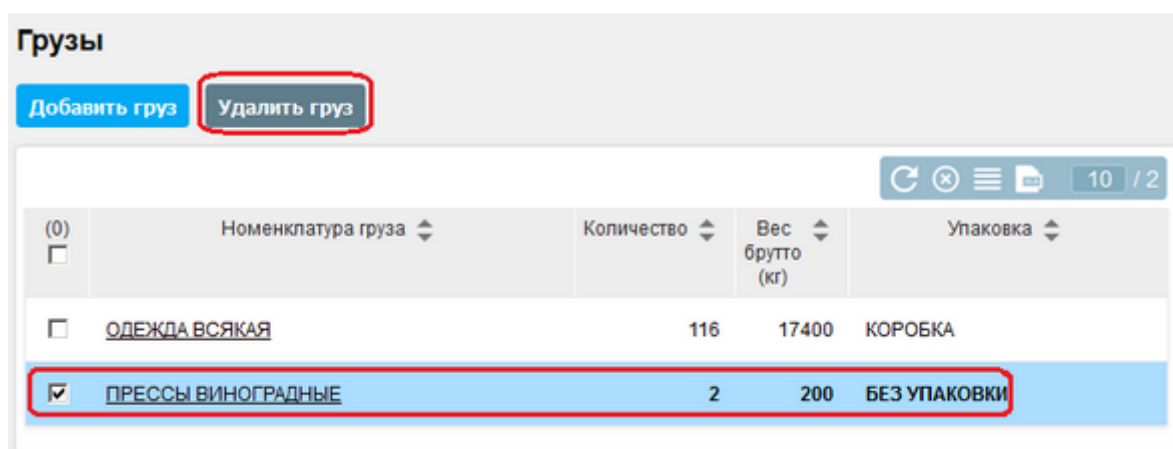 Грузы
Добавить груз Удалить груз
10 / 2
(0) Номенклатура груза Количество Вес брутто (кг) Упаковка
ОДЕЖДА ВСЯКАЯ 116 17400 КОРОБКА
ПРЕССЫ ВИНОГРАДНЫЕ 2 200 БЕЗ УПАКОВКИ